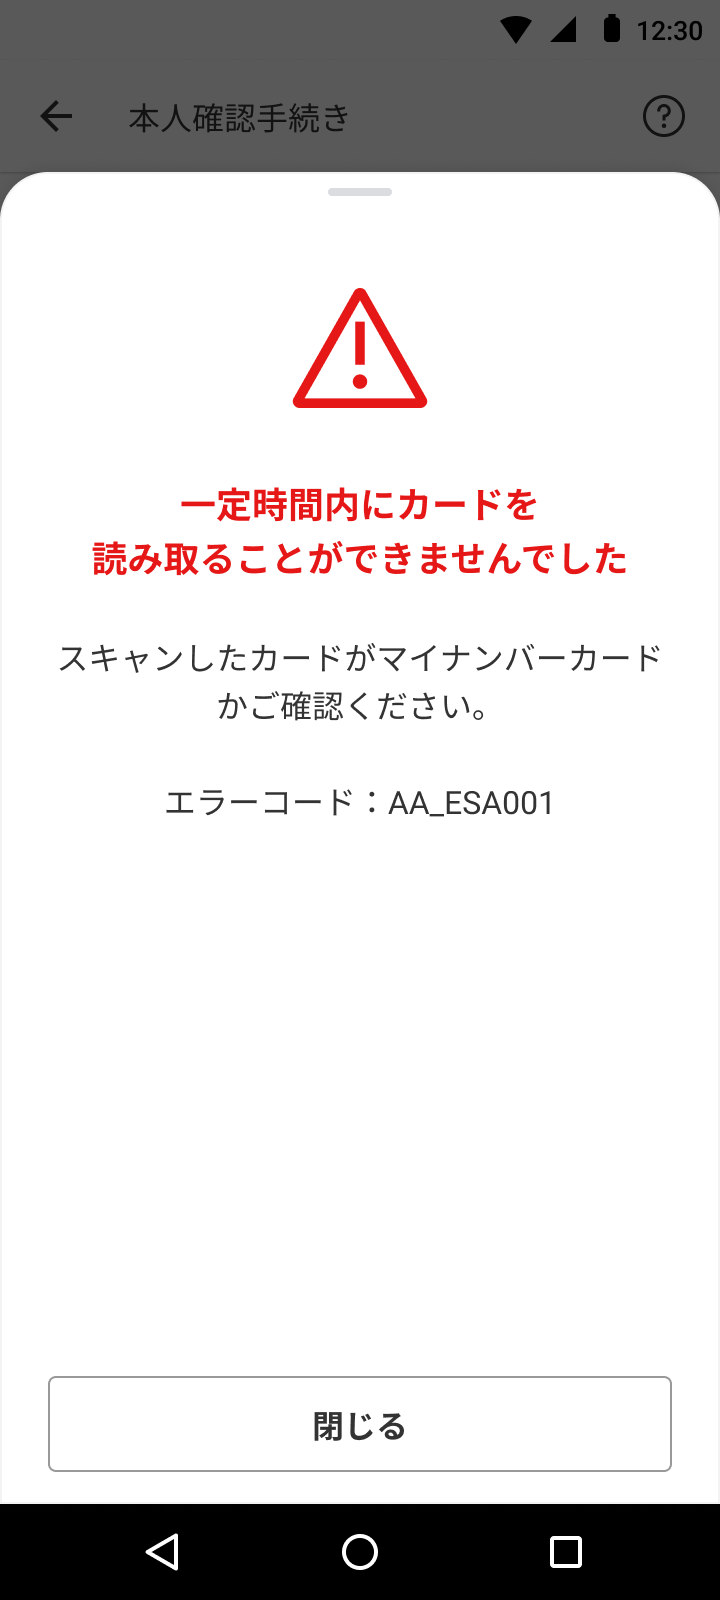 12:30
本人確認手続き
一定時間内にカードを
読み取ることができませんでした
スキャンしたカードがマイナンバーカード
かご確認ください。
エラーコード：AA_ESA001
閉じる